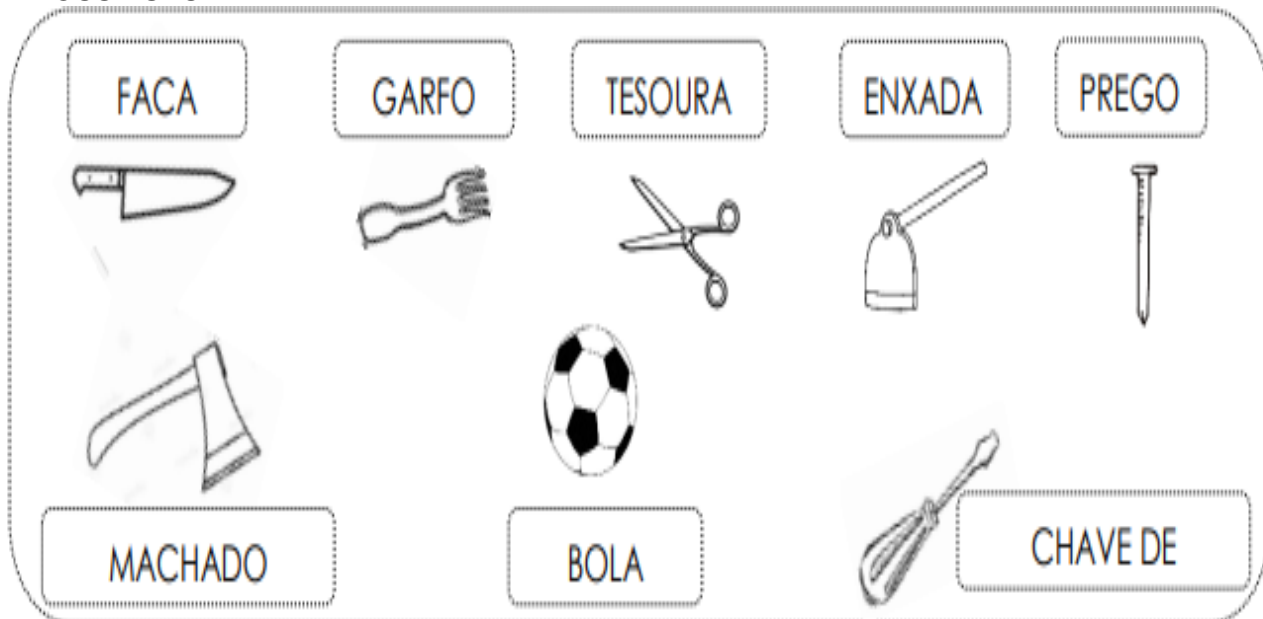 FACA
GARFO
TESOURA
ENXADA
PREGO
MACHADO
BOLA
CHAVE DE